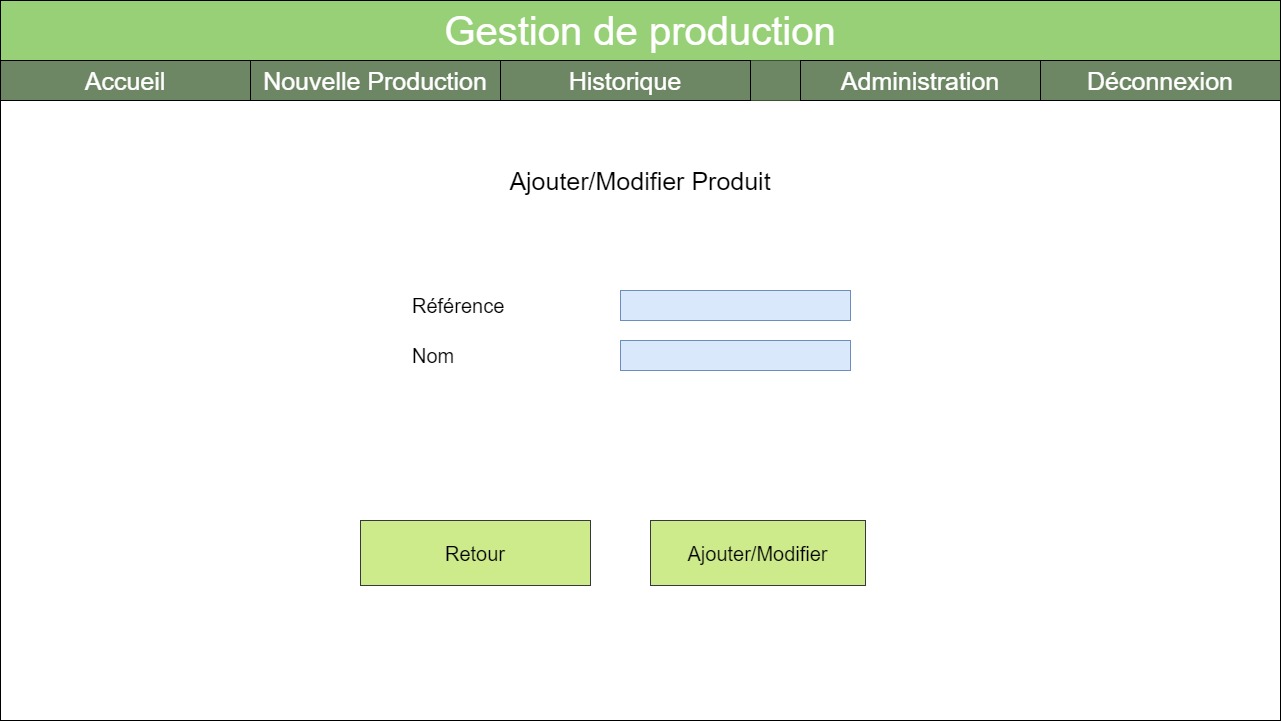 Gestion de production
Accueil Nouvelle Production Historique Administration Déconnexion
Ajouter/Modifier Produit
Référence
Nom
Retour Ajouter/Modifier